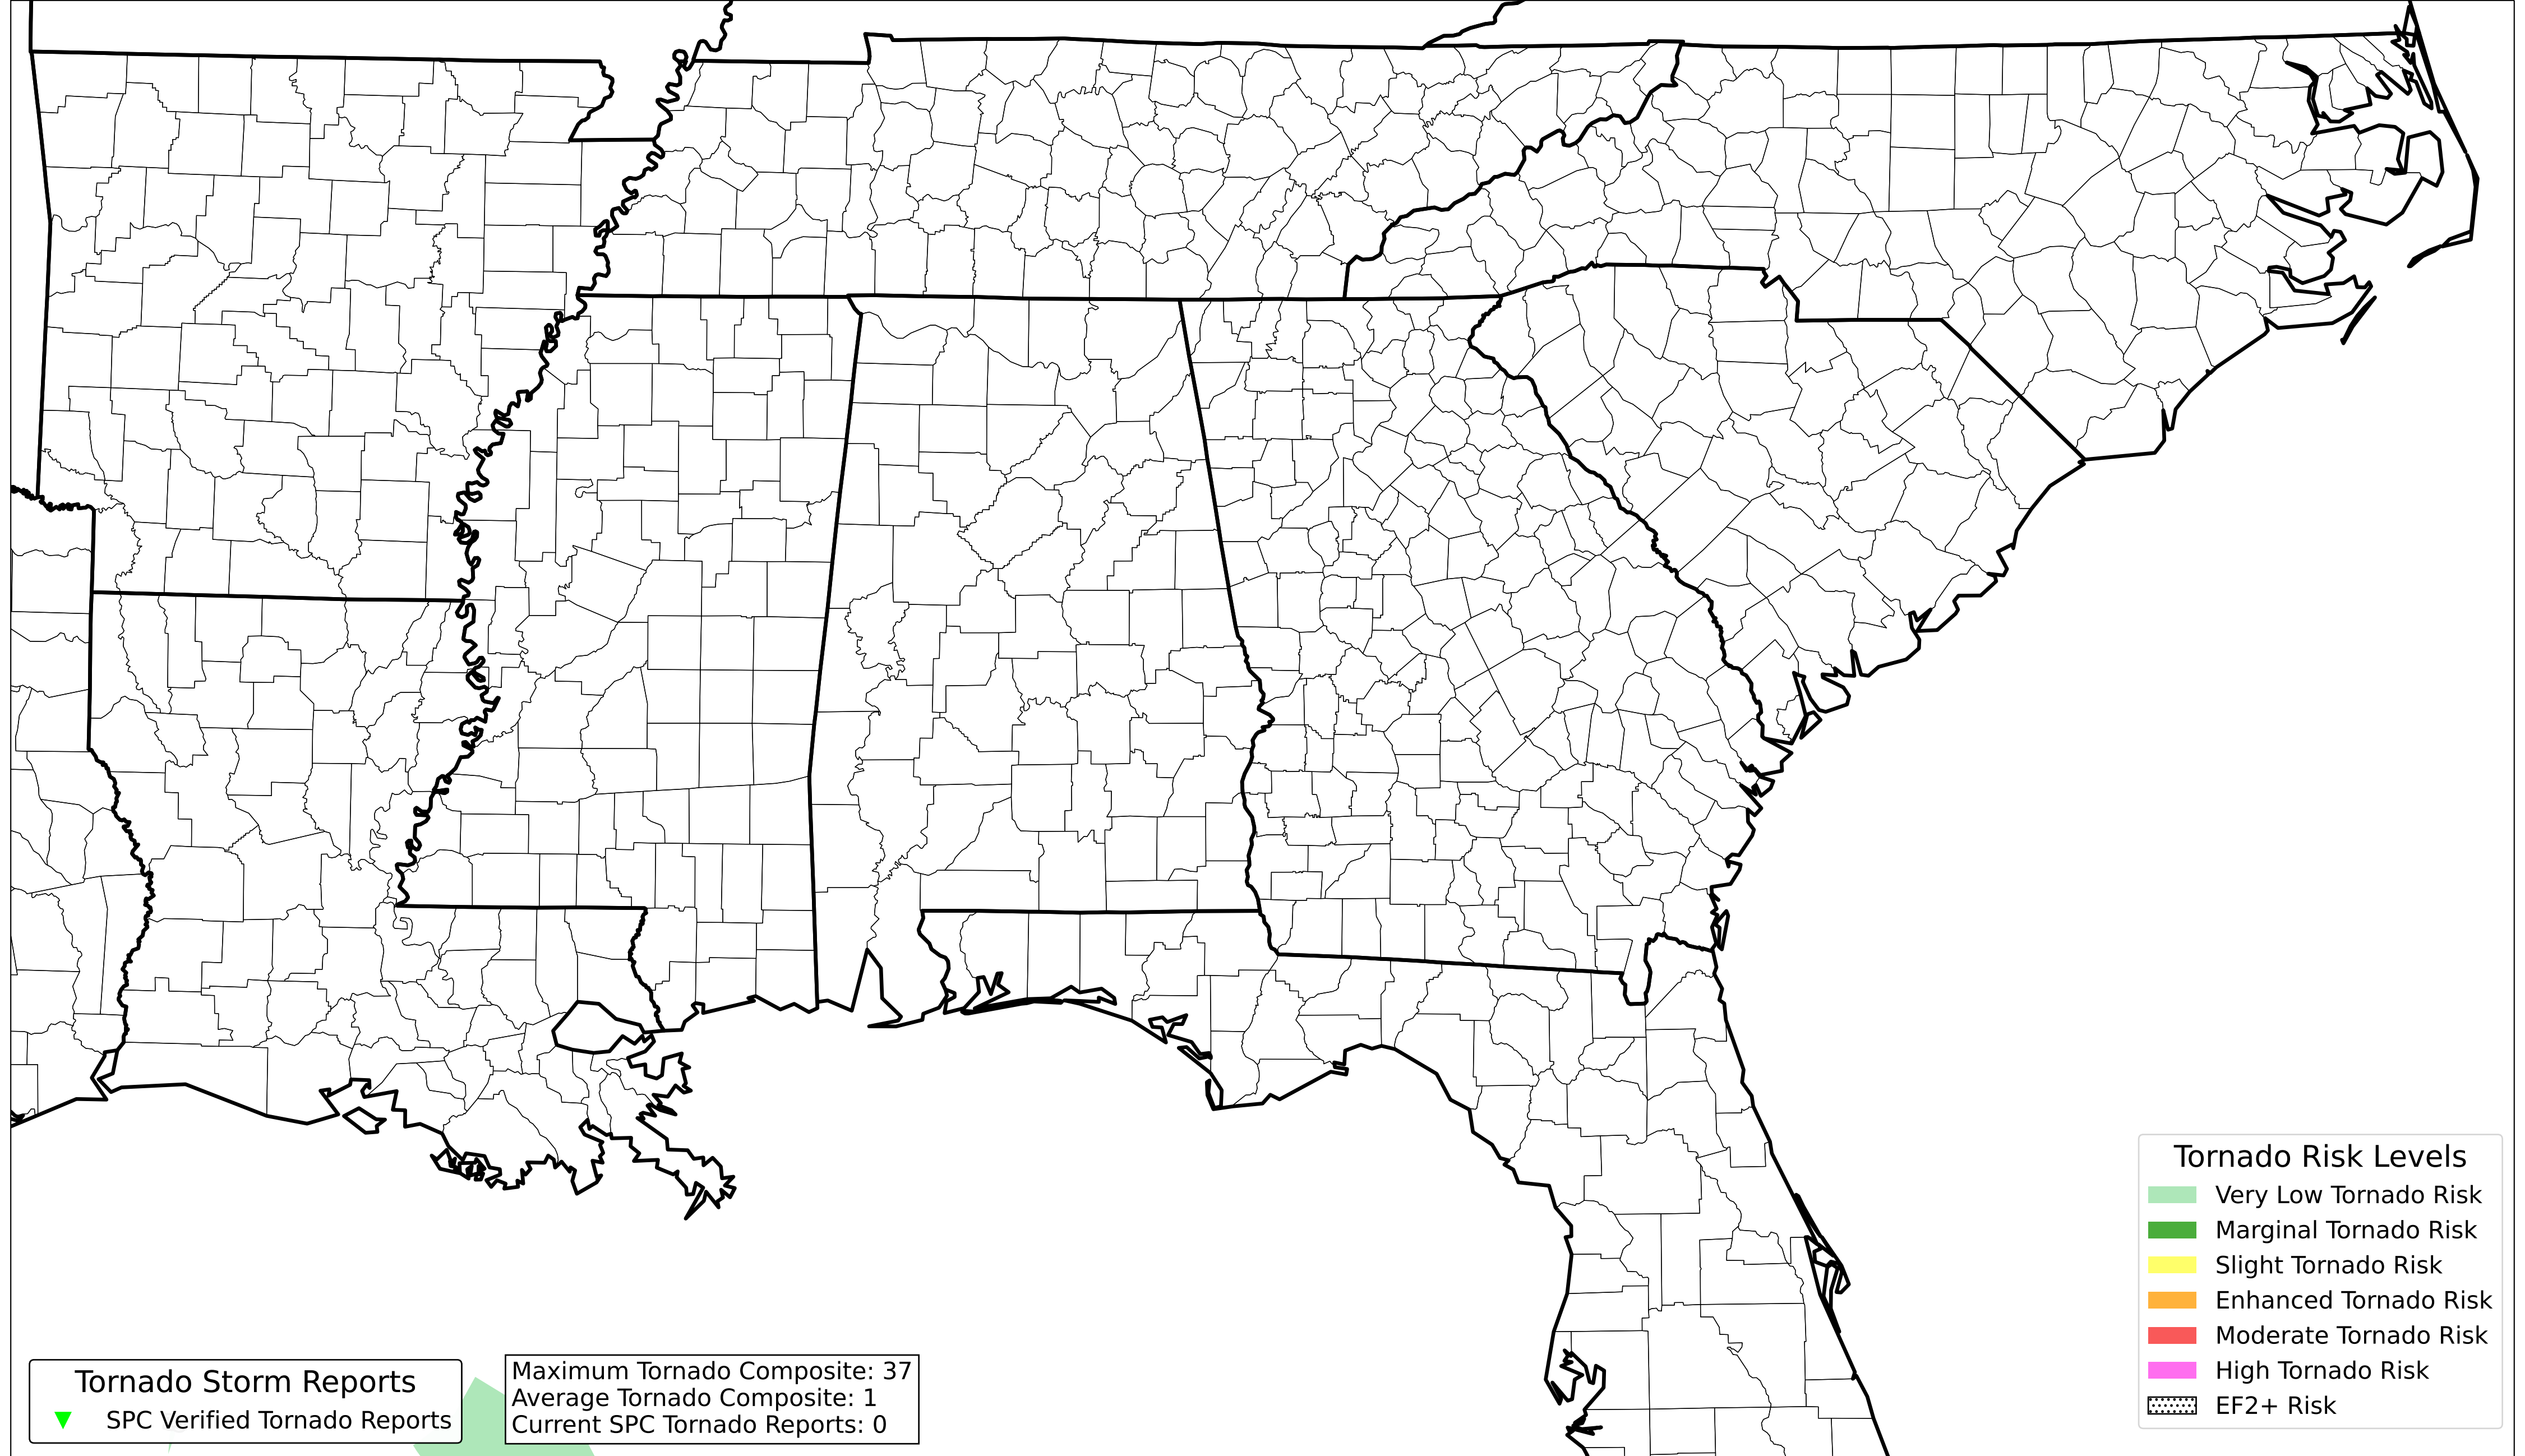 Tornado Storm Reports
SPC Verified Tornado Reports
Maximum Tornado Composite: 37
Average Tornado Composite: 1
Current SPC Tornado Reports: 0
Tornado Risk Levels
Very Low Tornado Risk
Marginal Tornado Risk
Slight Tornado Risk
Enhanced Tornado Risk
Moderate Tornado Risk
High Tornado Risk
EF2+ Risk